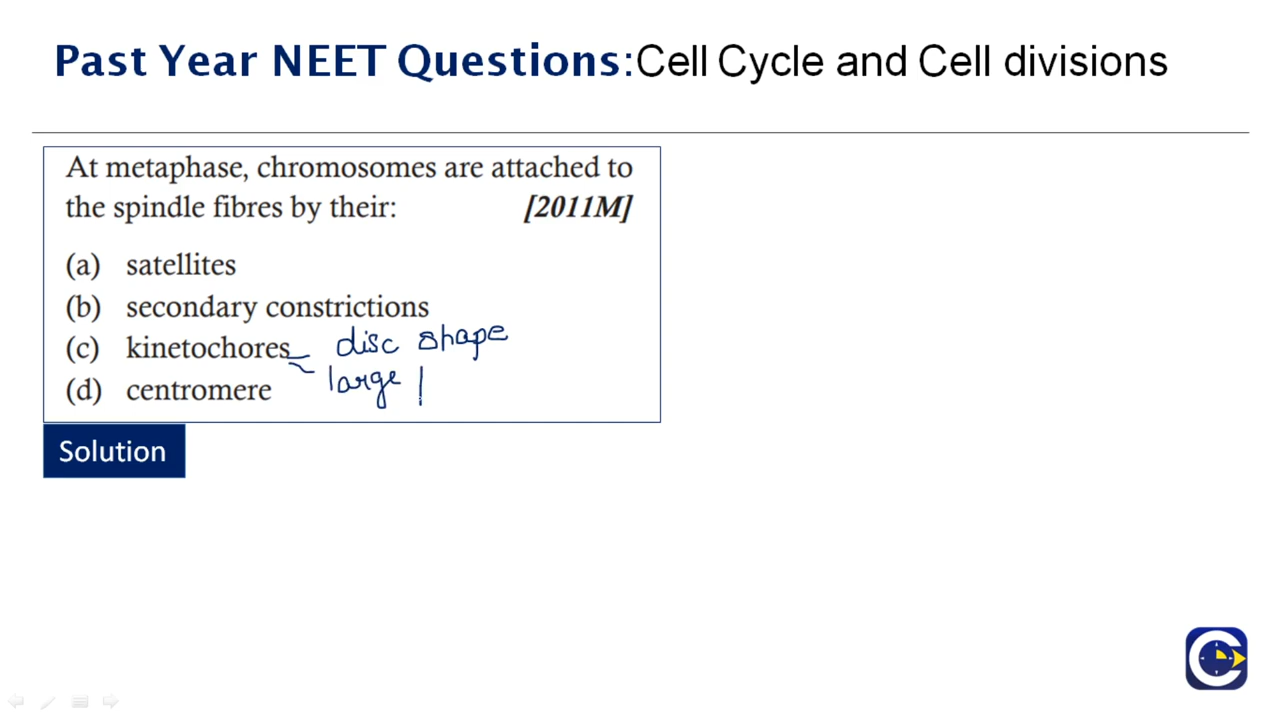 Past Year NEET Questions:Cell Cycle and Cell divisions
At metaphase, chromosomes are attached to
the spindle fibres by their: [2011M]
(a) satellites
(b) secondary constrictions
(c) kinetochores disc shape
large
(d) centromere
Solution